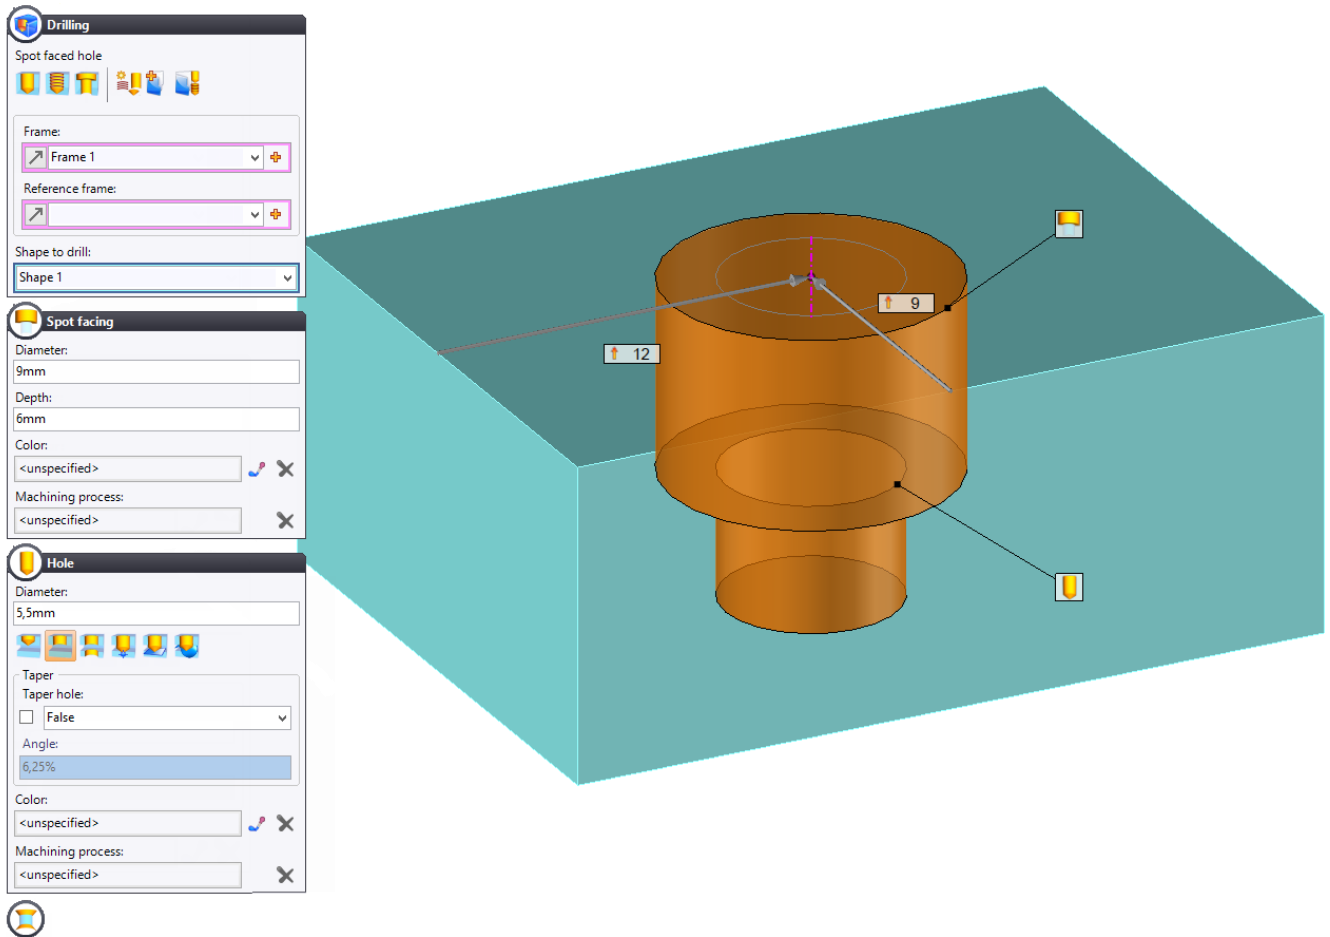 Drilling
Spot faced hole
Frame:
Frame 1
Reference frame:
Shape to drill:
Shape 1
Spot facing
Diameter:
9mm
Depth:
6mm
Color:
<unspecified>
Machining process:
<unspecified>
Hole
Diameter:
5,5mm
Taper
Taper hole:
False
Angle:
6,25%
Color:
<unspecified>
Machining process:
<unspecified>
9
12